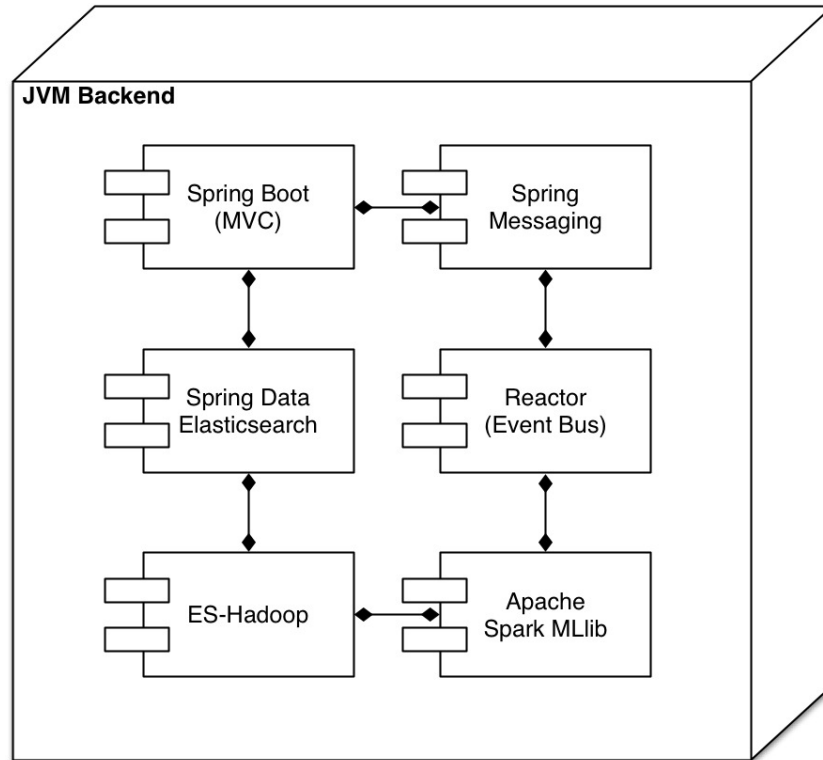 JVM Backend
Spring Boot
(MVC)
Spring
Messaging
Spring Data
Elasticsearch
Reactor
(Event Bus)
ES-Hadoop
Apache
Spark MLlib